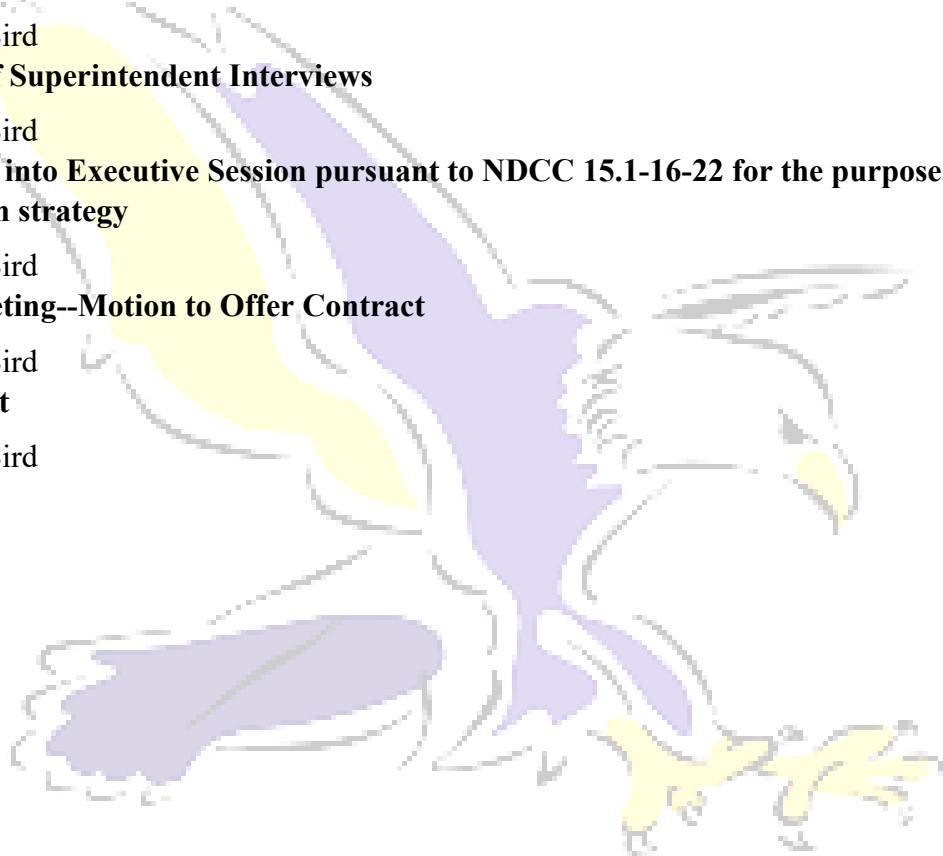 ird
Superintendent Interviews
ird
into Executive Session pursuant to NDCC 15.1-16-22 for the purpose
strategy
ird
eting--Motion to Offer Contract
ird
t
ird